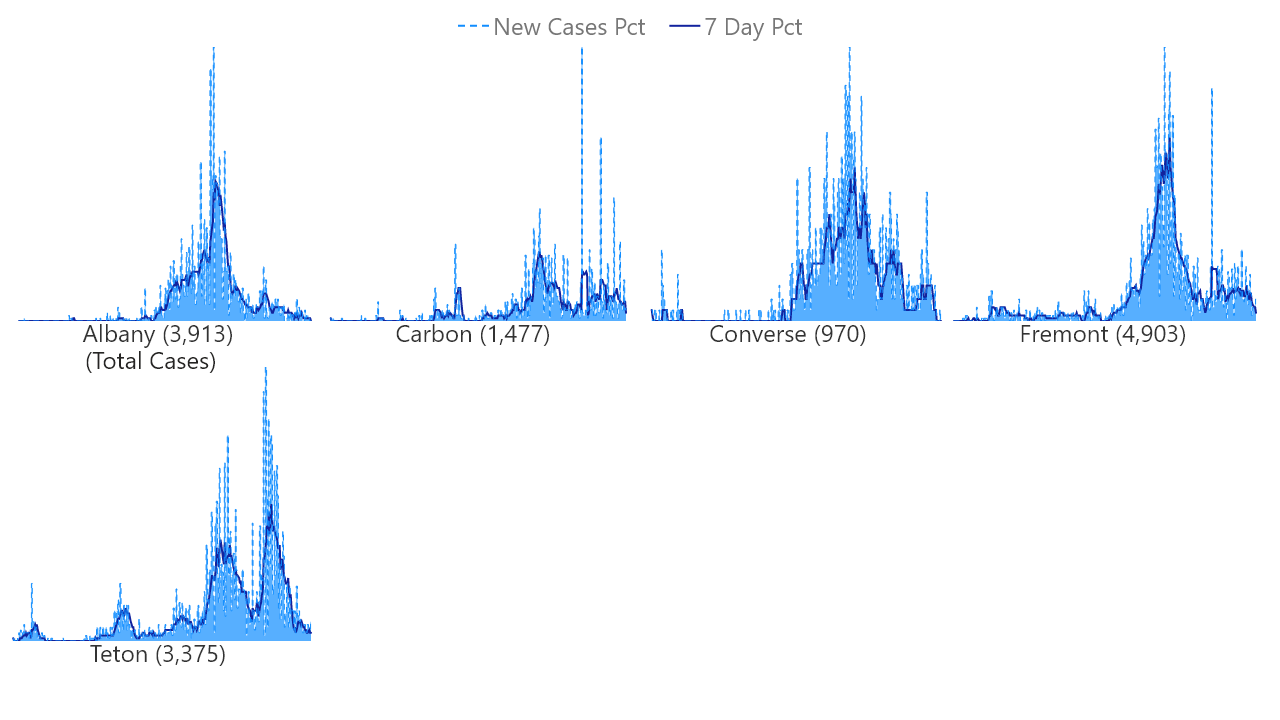 New Cases Pct 7 Day Pct
Albany (3,913) Carbon (1,477) Converse (970) Fremont (4,903)
(Total Cases)
Teton (3,375)